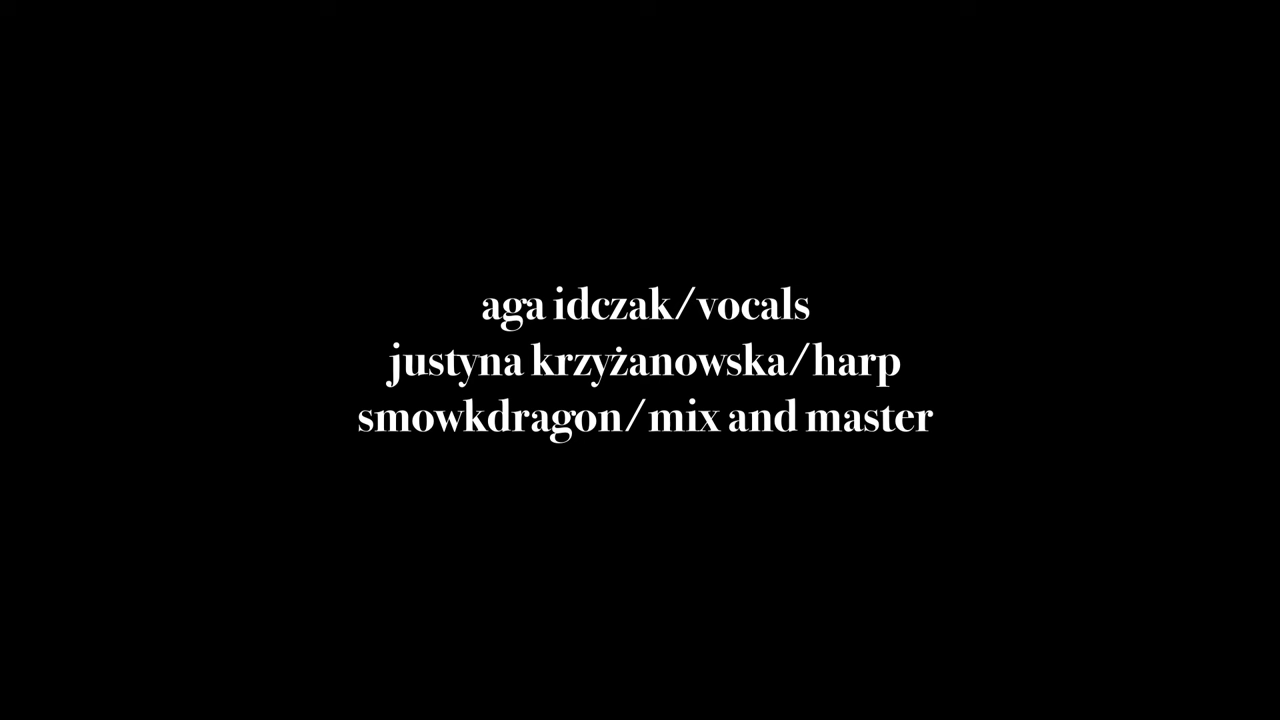 aga idczak/vocals
justyna krzyżanowska/harp
smowkdragon/mix and master